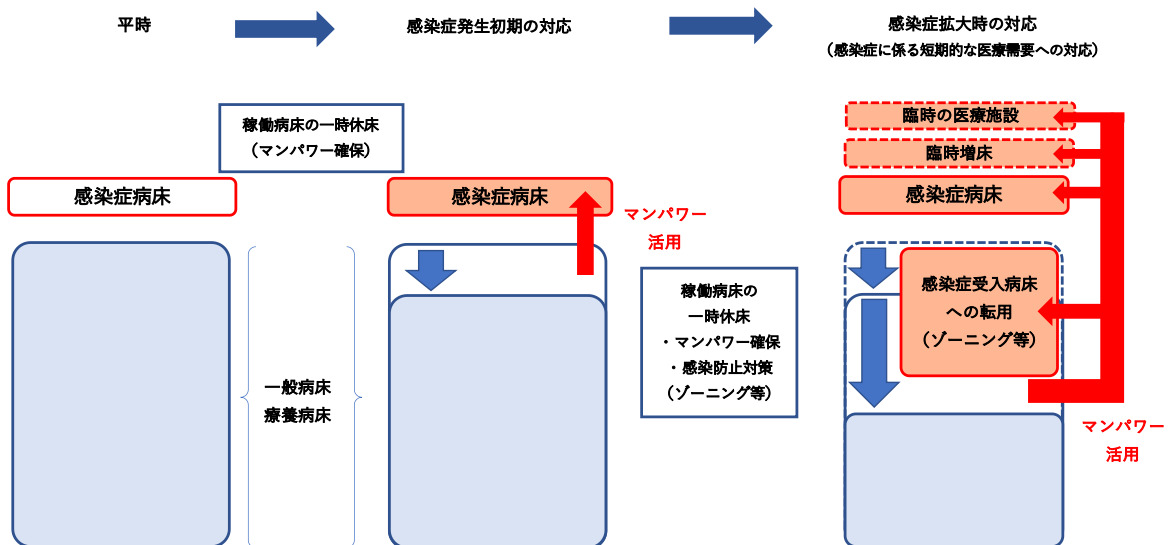 平時
感染症発生初期の対応
感染症拡大時の対応
（感染症に係る短期的な医療需要への対応）
稼働病床の一時休床
（マンパワー確保）
臨時の医療施設
臨時増床
感染症病床
感染症病床
感染症病床
マンパワー
活用
稼働病床の
一時休床
・マンパワー確保
・感染防止対策
（ゾーニング等）
感染症受入病床
への転用
（ゾーニング等）
一般病床
療養病床
マンパワー
活用